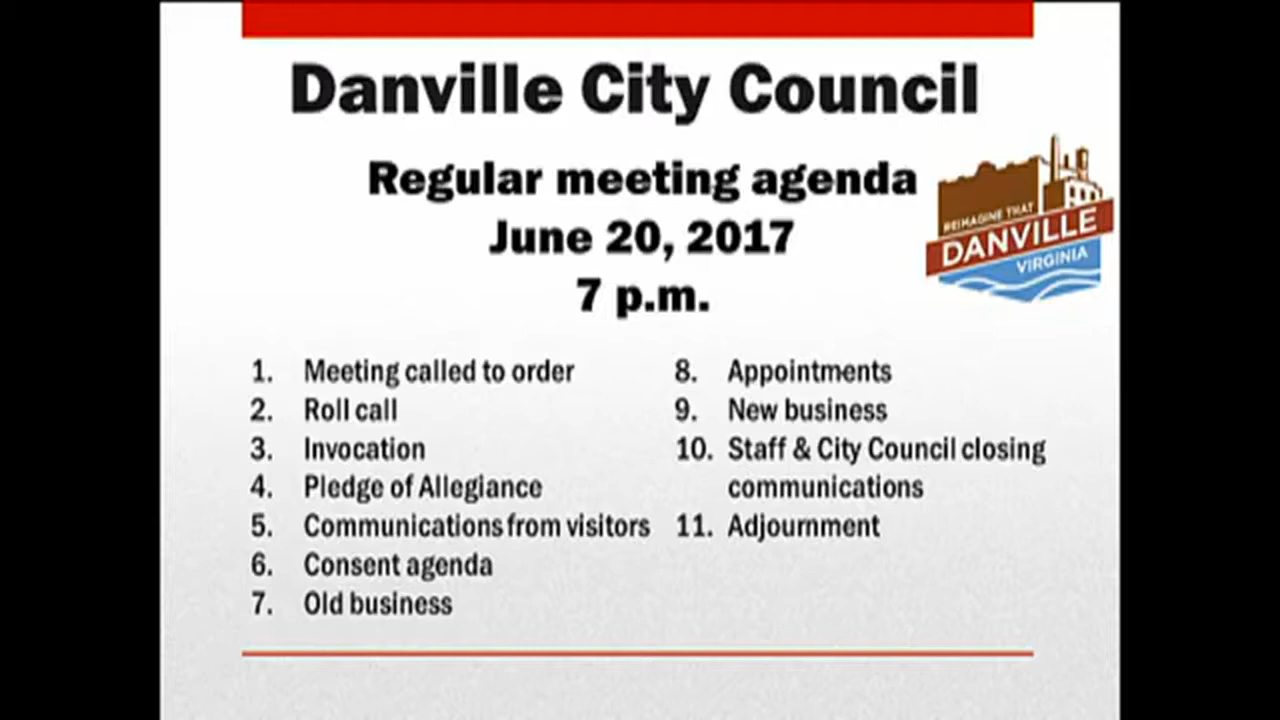 Danville City Council
Regular meeting agenda
June 20, 2017
7 p.m.
REIMAGINE THAT
DANVILLE
VIRGINIA
1. Meeting called to order
2. Roll call
3. Invocation
4. Pledge of Allegiance
5. Communications from visitors
6. Consent agenda
7. Old business
8. Appointments
9. New business
10. Staff & City Council closing
communications
11. Adjournment